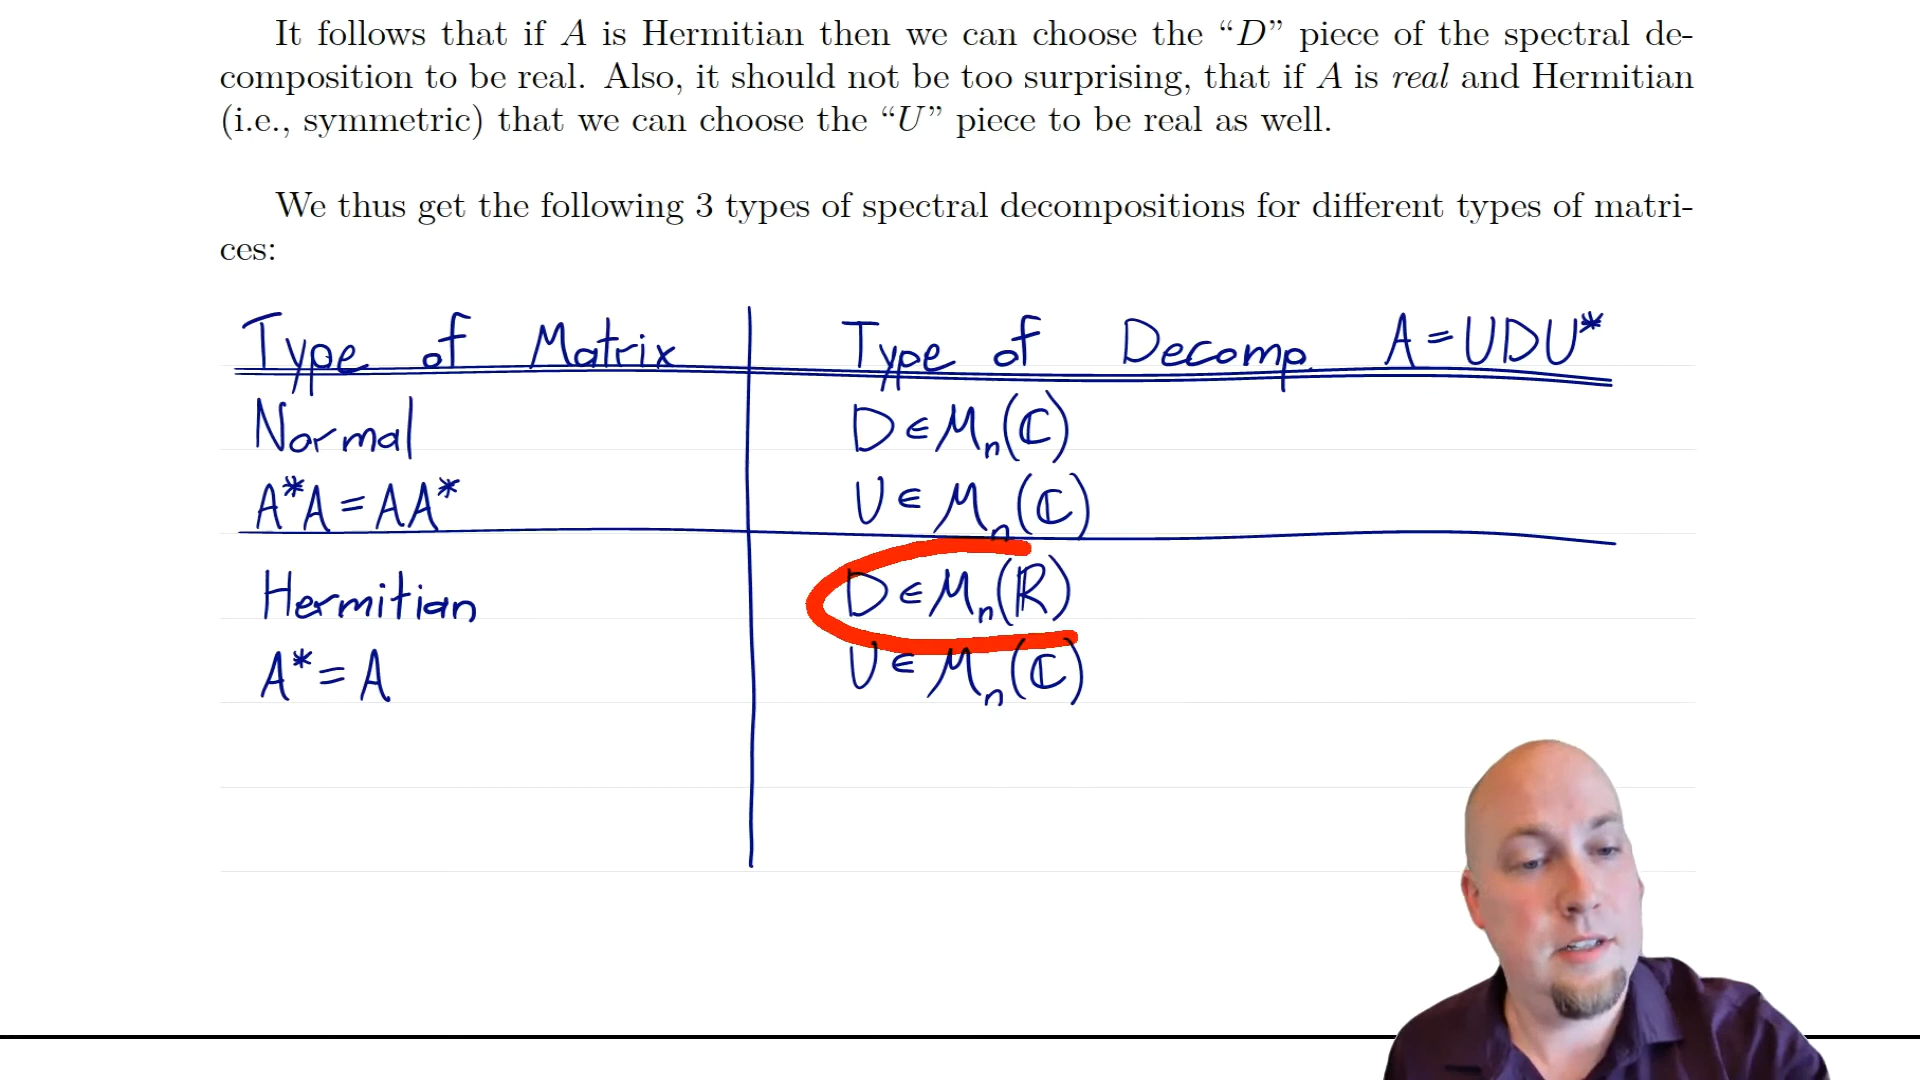 It follows that if A is Hermitian then we can choose the “D” piece of the spectral de-
composition to be real. Also, it should not be too surprising, that if A is real and Hermitian
(i.e., symmetric) that we can choose the “U” piece to be real as well.
We thus get the following 3 types of spectral decompositions for different types of matri-
ces:
Type of Matrix Type of Decomp. A = UDU*
Normal D ∈ Mₙ(ℂ)
A*A = AA* U ∈ Mₙ(ℂ)
Hermitian D ∈ Mₙ(ℝ)
A* = A U ∈ Mₙ(ℂ)